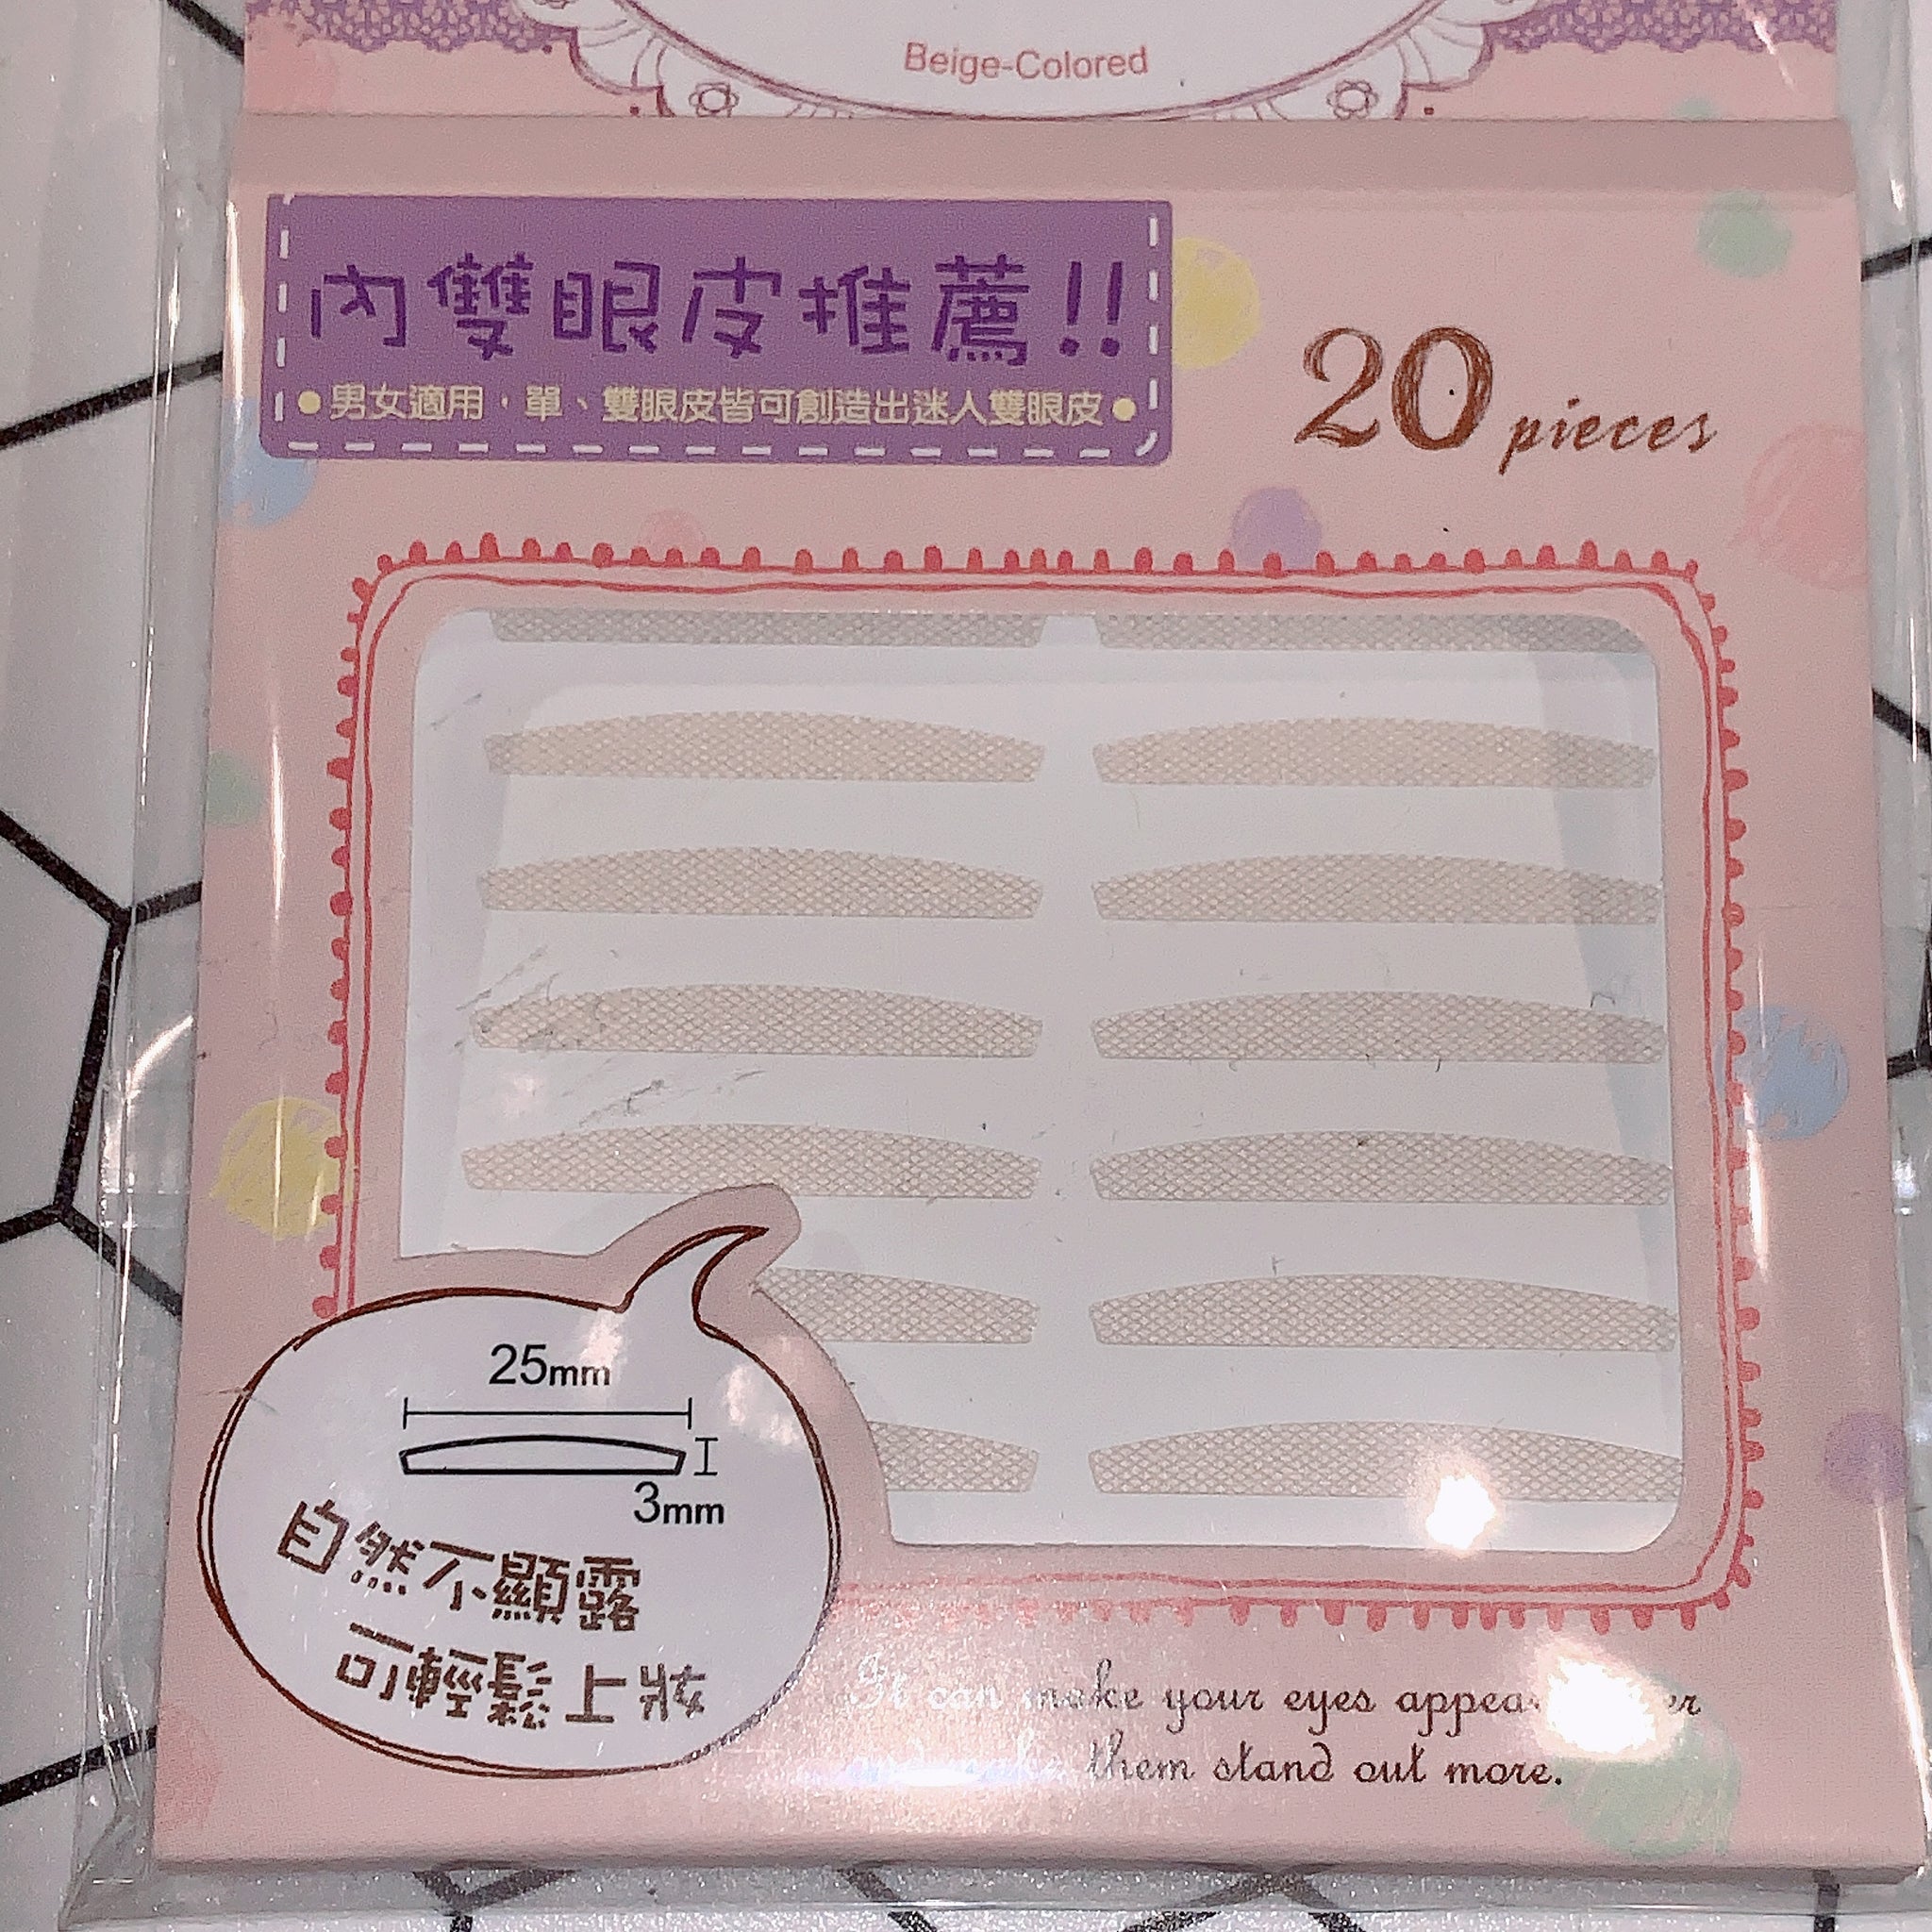 Beige-Colored
內雙眼皮推薦!!
●男女適用，單、雙眼皮皆可創造出迷人雙眼皮●
20 pieces
25mm
3mm
自然不顯露
可輕鬆上妝
It can make your eyes
them stand out more.